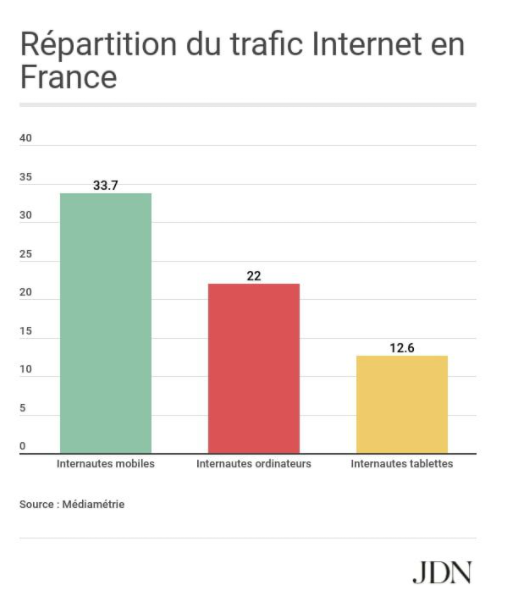 Répartition du trafic Internet en
France
40
35
33.7
30
25
22
20
15
12.6
10
5
0
Internautes mobiles
Internautes ordinateurs
Internautes tablettes
Source : Médiamétrie
JDN